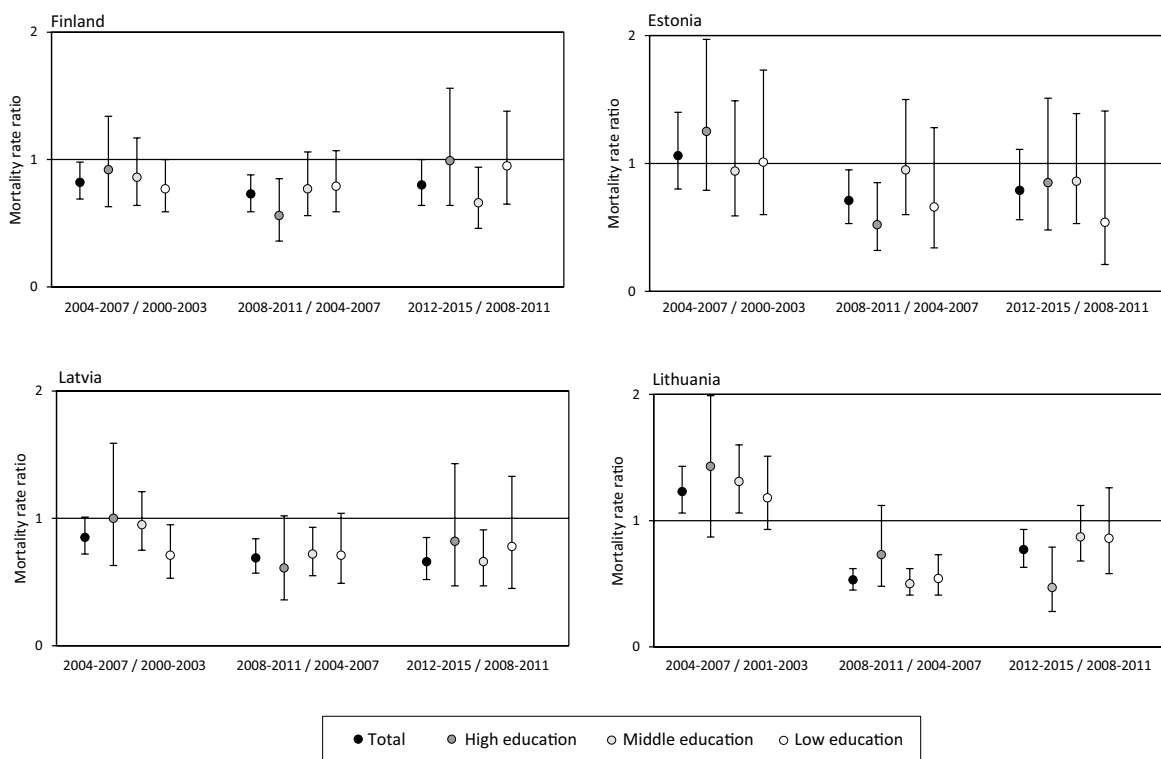 Finland
Mortality rate ratio
2
1
0
2004-2007 / 2000-2003
2008-2011 / 2004-2007
2012-2015 / 2008-2011
Estonia
Mortality rate ratio
2
1
0
2004-2007 / 2000-2003
2008-2011 / 2004-2007
2012-2015 / 2008-2011
Latvia
Mortality rate ratio
2
1
0
2004-2007 / 2000-2003
2008-2011 / 2004-2007
2012-2015 / 2008-2011
Lithuania
Mortality rate ratio
2
1
0
2004-2007 / 2001-2003
2008-2011 / 2004-2007
2012-2015 / 2008-2011
Total
High education
Middle education
Low education